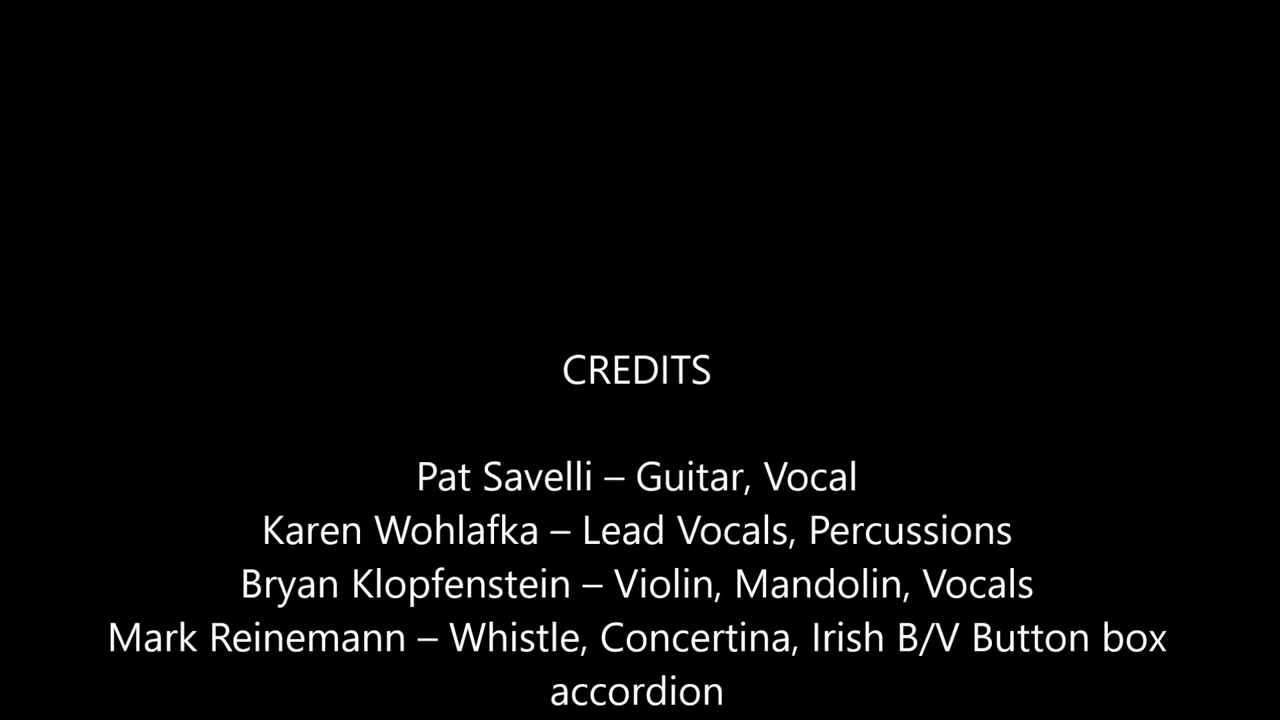 CREDITS
Pat Savelli – Guitar, Vocal
Karen Wohlafka – Lead Vocals, Percussions
Bryan Klopfenstein – Violin, Mandolin, Vocals
Mark Reinemann – Whistle, Concertina, Irish B/V Button box
accordion